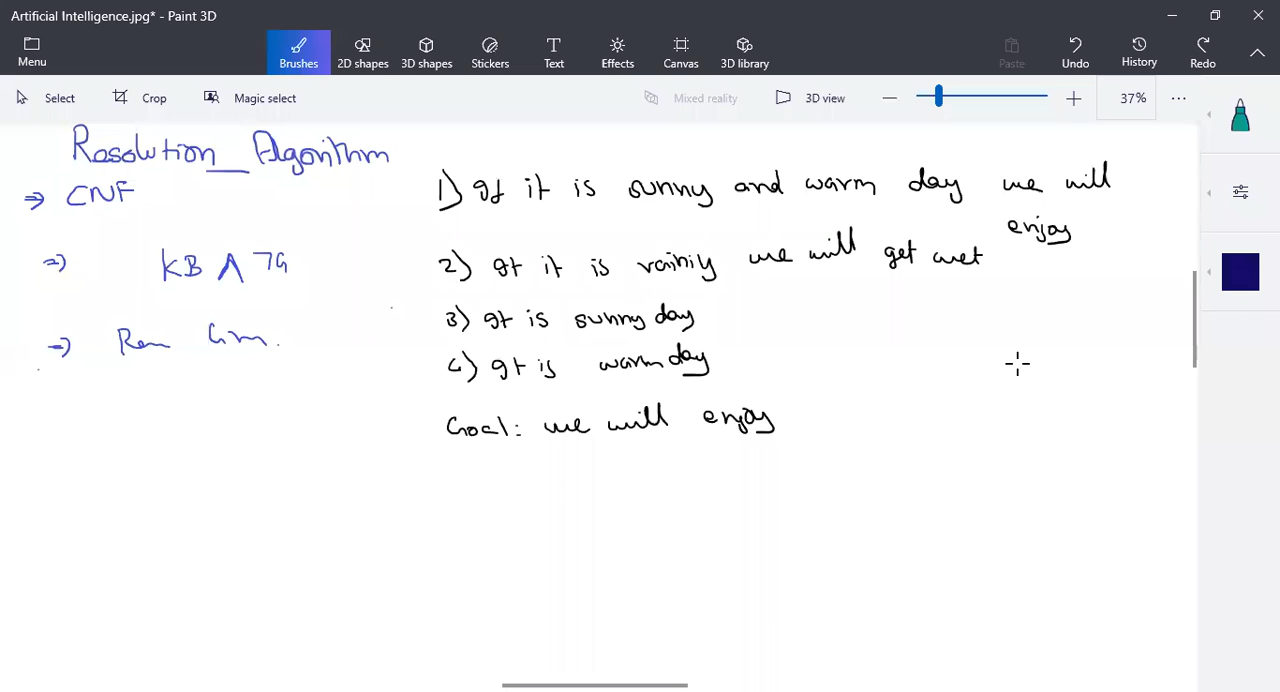 Artificial Intelligence.jpg* - Paint 3D
Menu
Brushes
2D shapes
3D shapes
Stickers
Text
Effects
Canvas
3D library
Paste
Undo
History
Redo
Select
Crop
Magic select
Mixed reality
3D view
37%
Resolution Algorithm
⇒ CNF
⇒ KB ∧ ¬G
⇒
1) If it is sunny and warm day we will
enjoy
2) If it is rainiy we will get wet
3) It is sunny day
4) It is warm day
Goal: we will enjoy